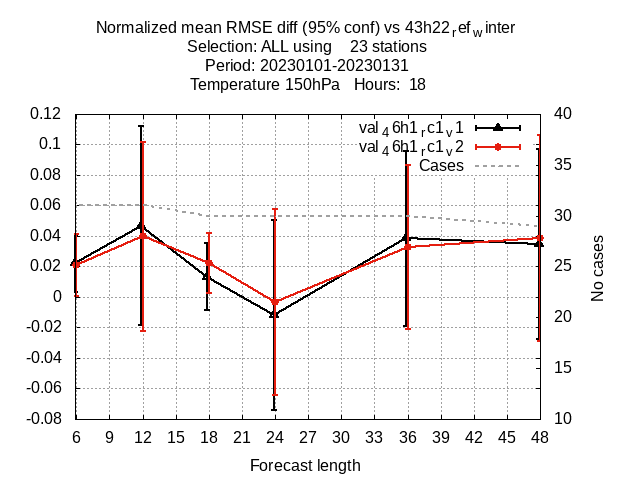 Normalized mean RMSE diff (95% conf) vs 43h22refwinter
Selection: ALL using 23 stations
Period: 20230101-20230131
Temperature 150hPa Hours: 18
0.12
0.1
0.08
0.06
0.04
0.02
0
-0.02
-0.04
-0.06
-0.08
40
35
30
25
20
15
10
val46h1rc1v1
val46h1rc1v2
Cases
No cases
6 9 12 15 18 21 24 27 30 33 36 39 42 45 48
Forecast length